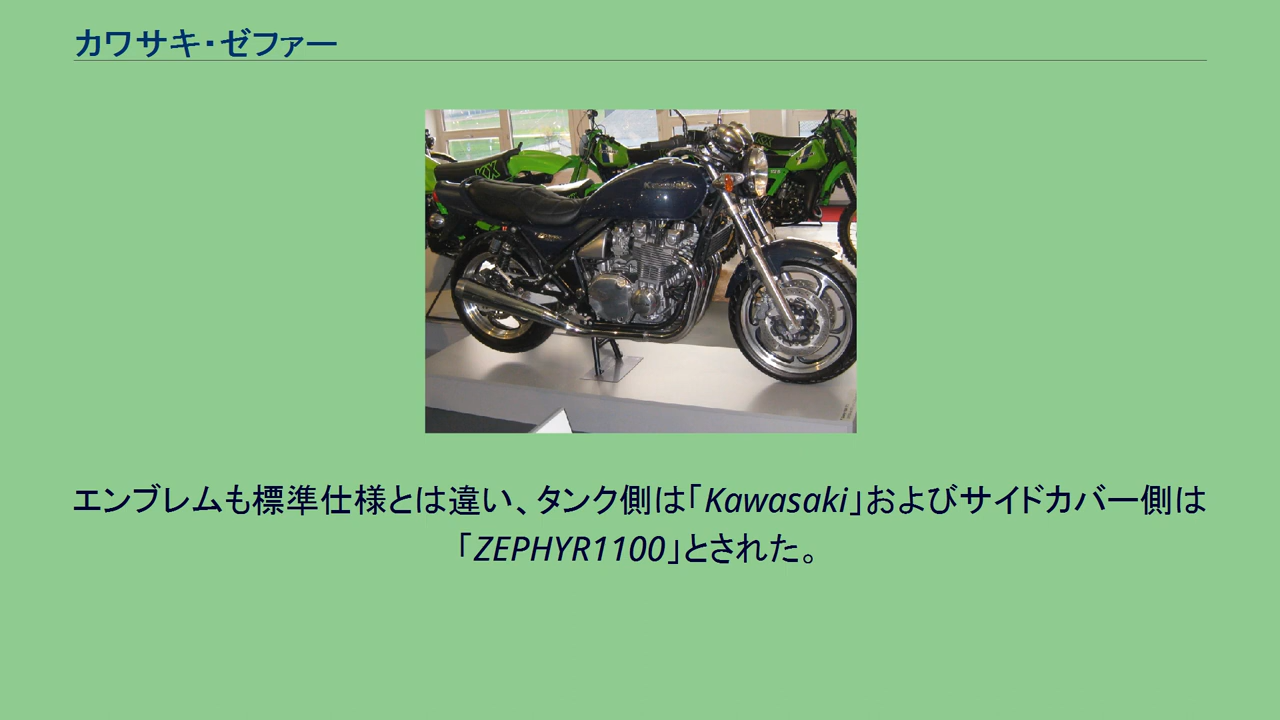 カワサキ・ゼファー
KX
Kawasaki
エンブレムも標準仕様とは違い、タンク側は「Kawasaki」およびサイドカバー側は
「ZEPHYR1100」とされた。